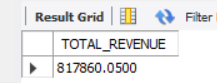 Result Grid Filter
TOTAL_REVENUE
817860.0500